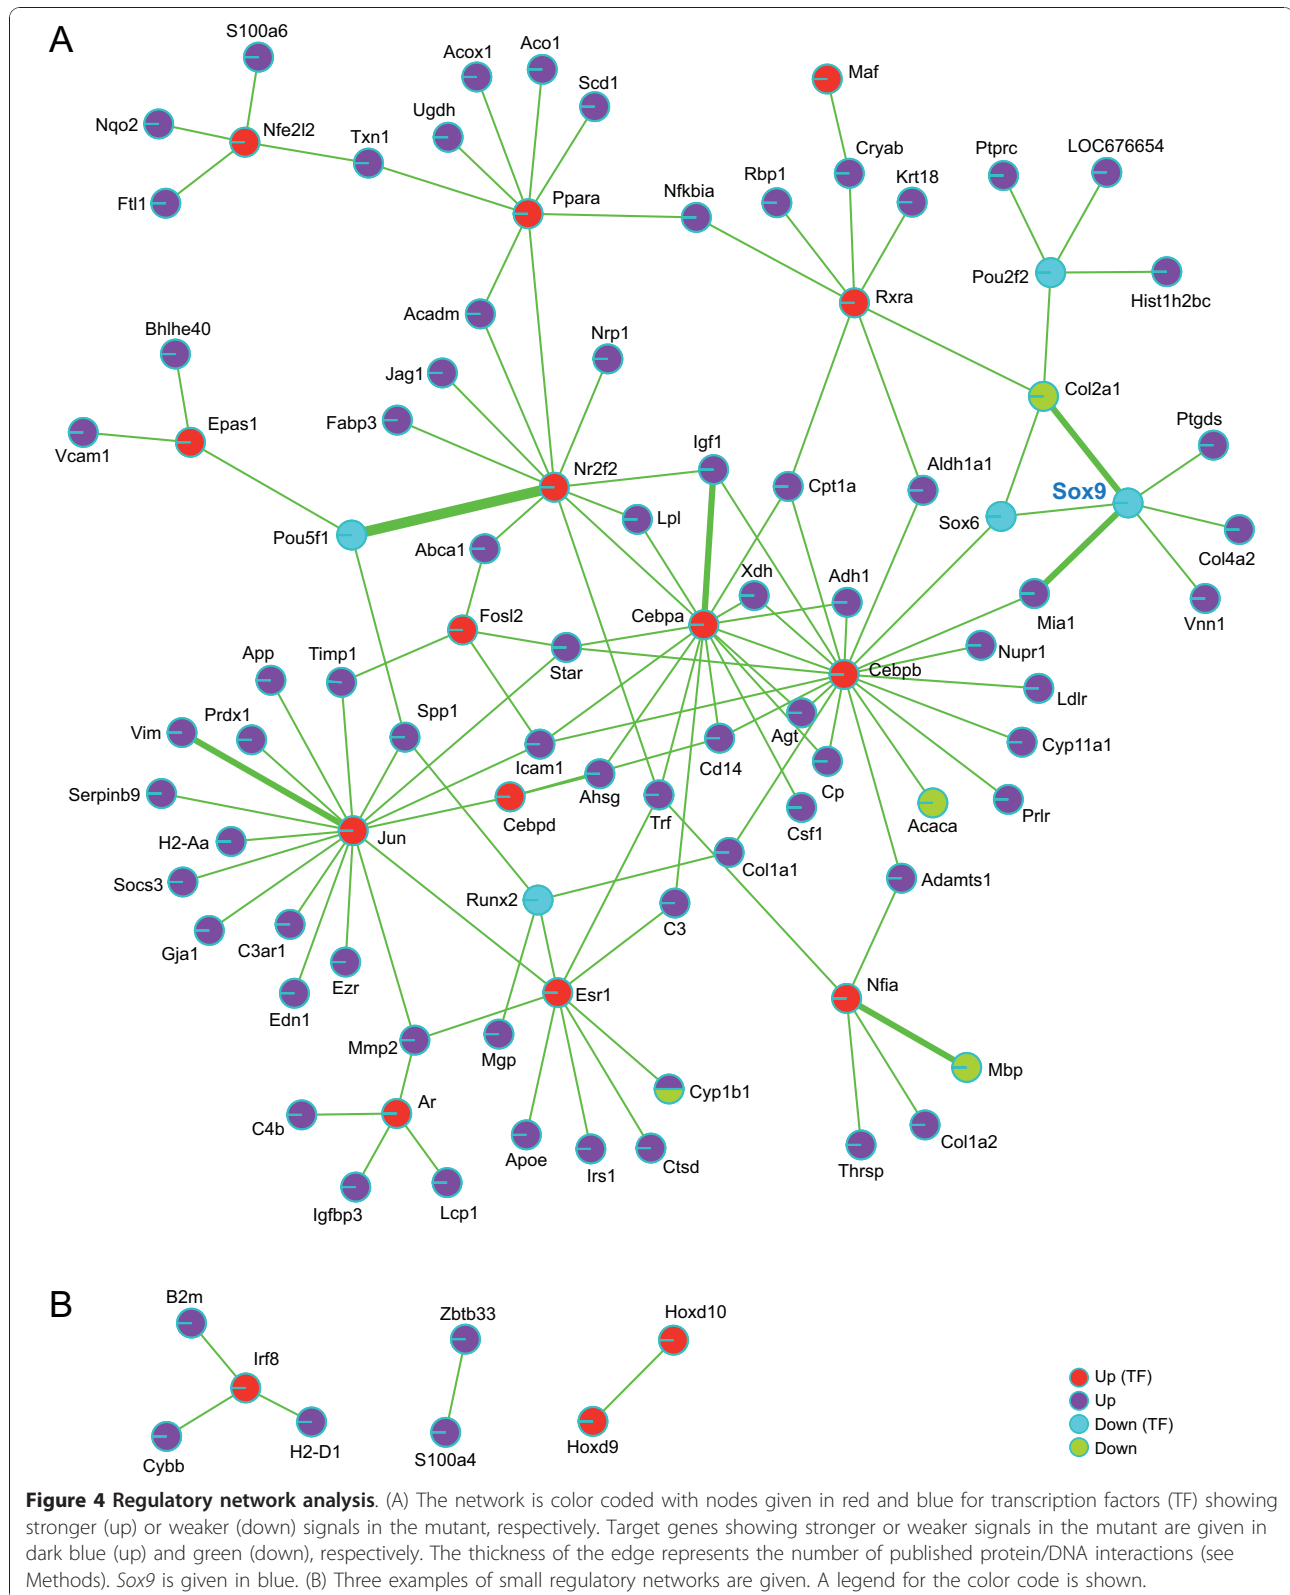 A
S100a6
Acox1
Aco1
Scd1
Maf
Nqo2
Nfe2l2
Txn1
Ugdh
Cryab
Ptprc
LOC676654
Ftl1
Ppara
Nfkbia
Rbp1
Krt18
Pou2f2
Rxra
Hist1h2bc
Acadm
Bhlhe40
Nrp1
Jag1
Col2a1
Epas1
Fabp3
Ptgds
Vcam1
Igf1
Nr2f2
Aldh1a1
Cpt1a
Sox9
Lpl
Sox6
Pou5f1
Abca1
Col4a2
Xdh
Adh1
Fosl2
Cebpa
Mia1
Vnn1
App
Timp1
Star
Cebpb
Nupr1
Ldlr
Prdx1
Spp1
Vim
Agt
Cyp11a1
Icam1
Cd14
Serpinb9
Cebpd
Ahsg
Trf
Cp
Csf1
Acaca
Prlr
H2-Aa
Jun
Col1a1
Adamts1
Socs3
Runx2
C3
Gja1
C3ar1
Ezr
Edn1
Esr1
Nfia
Mmp2
Mgp
Mbp
Cyp1b1
Ar
C4b
Apoe
Irs1
Ctsd
Col1a2
Thrsp
Igfbp3
Lcp1
B
B2m
Zbtb33
Hoxd10
Irf8
H2-D1
Cybb
S100a4
Hoxd9
Up (TF)
Up
Down (TF)
Down
Figure 4 Regulatory network analysis. (A) The network is color coded with nodes given in red and blue for transcription factors (TF) showing
stronger (up) or weaker (down) signals in the mutant, respectively. Target genes showing stronger or weaker signals in the mutant are given in
dark blue (up) and green (down), respectively. The thickness of the edge represents the number of published protein/DNA interactions (see
Methods). Sox9 is given in blue. (B) Three examples of small regulatory networks are given. A legend for the color code is shown.